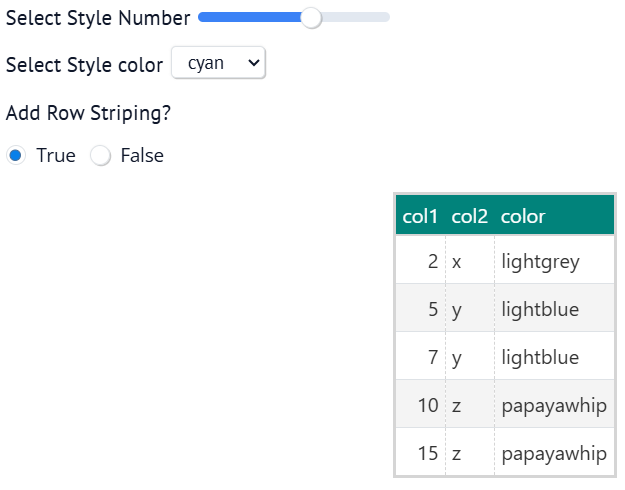 Select Style Number
Select Style color cyan
Add Row Striping?
True False
col1 col2 color
2 x lightgrey
5 y lightblue
7 y lightblue
10 z papayawhip
15 z papayawhip